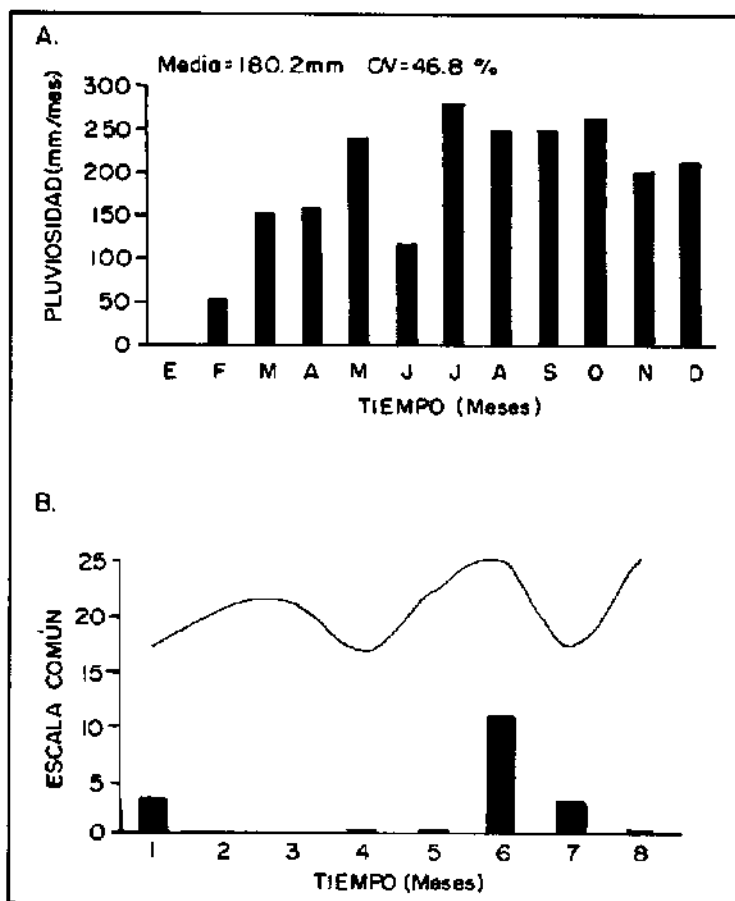 A.
Media=180.2mm CV=46.8 %
PLUVIOSIDAD(mm/mes)
300
250
200
150
100
50
0
E F M A M J J A S O N D
TIEMPO (Meses)
B.
ESCALA COMÚN
25
20
15
10
5
0
1 2 3 4 5 6 7 8
TIEMPO (Meses)